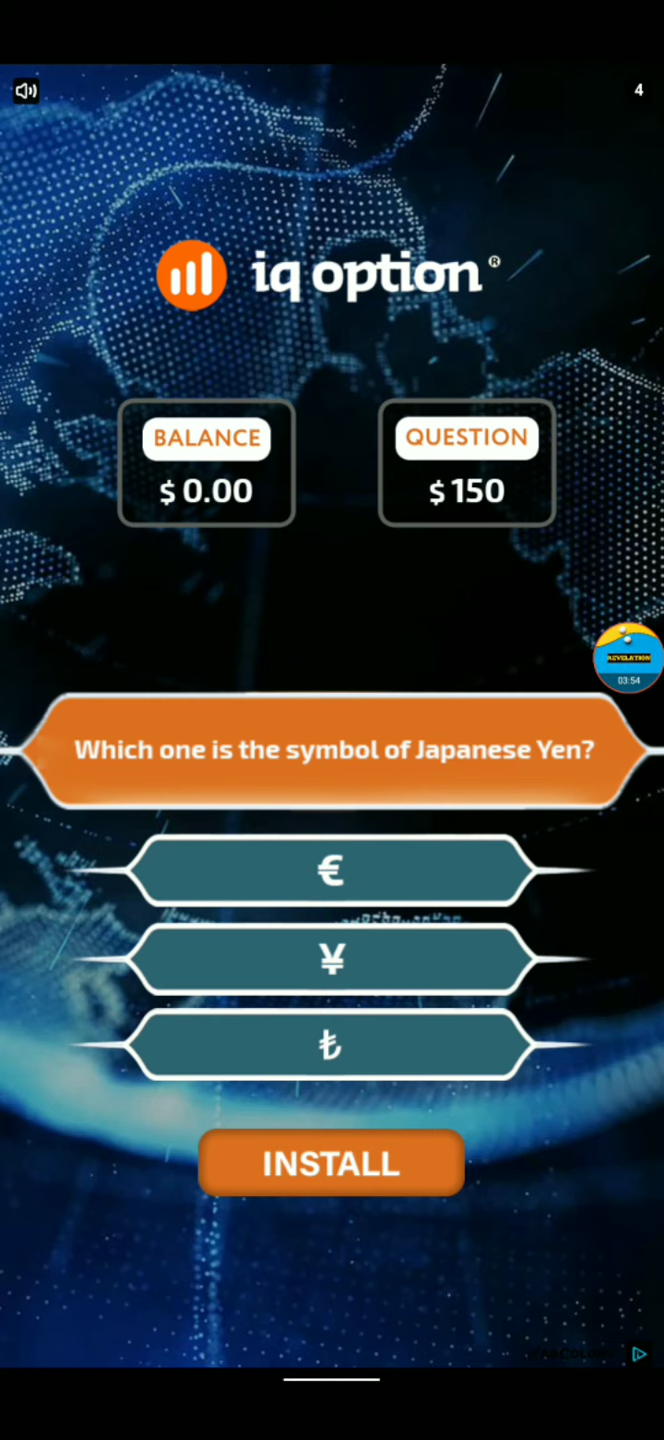 4
iq option®
BALANCE
$ 0.00
QUESTION
$ 150
REVELATION
03:54
Which one is the symbol of Japanese Yen?
€
¥
₺
INSTALL